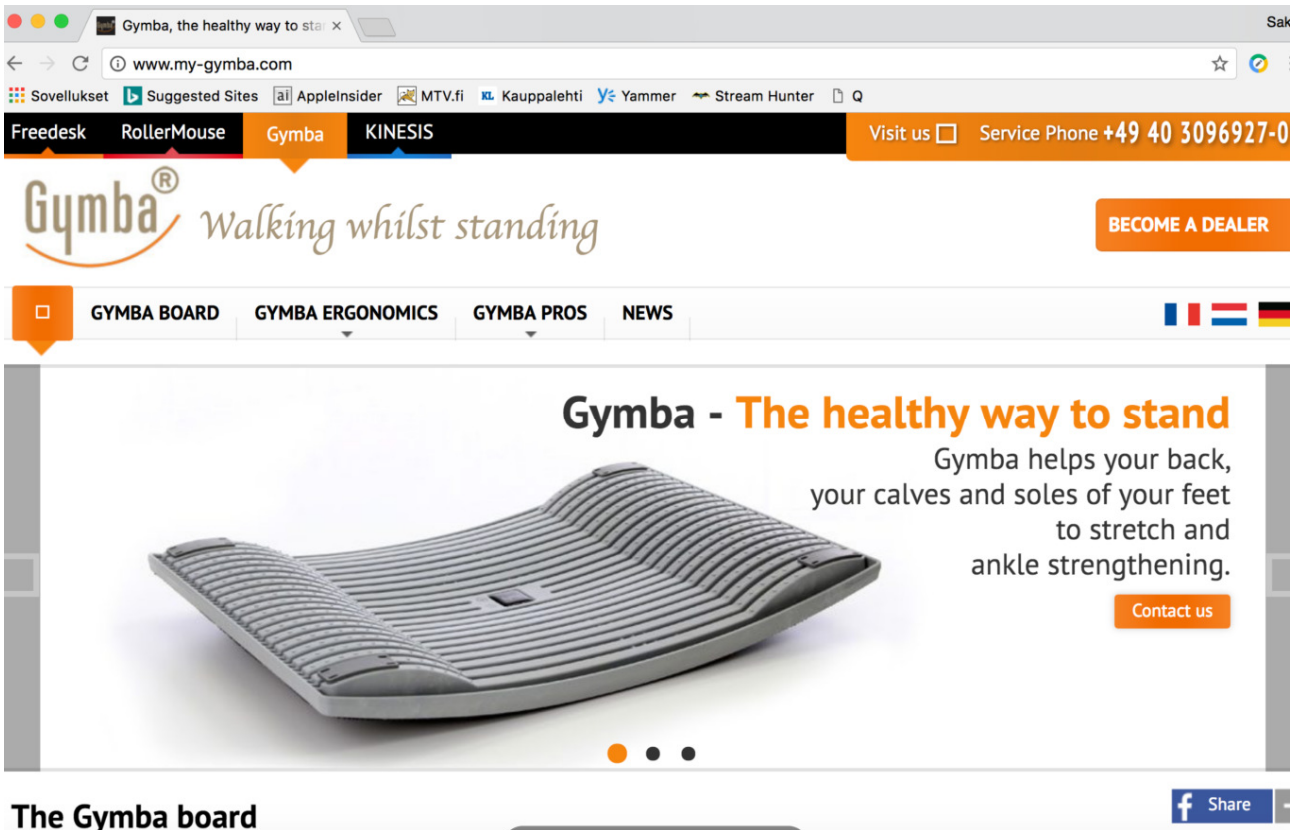 Gymba, the healthy way to sta
Sak
www.my-gymba.com
Sovellukset Suggested Sites ai AppleInsider MTV.fi KL Kauppalehti Yammer Stream Hunter Q
Freedesk RollerMouse Gymba KINESIS Visit us Service Phone +49 40 3096927-0
Gymba® Walking whilst standing
BECOME A DEALER
GYMBA BOARD GYMBA ERGONOMICS GYMBA PROS NEWS
Gymba - The healthy way to stand
Gymba helps your back,
your calves and soles of your feet
to stretch and
ankle strengthening.
Contact us
The Gymba board
f Share